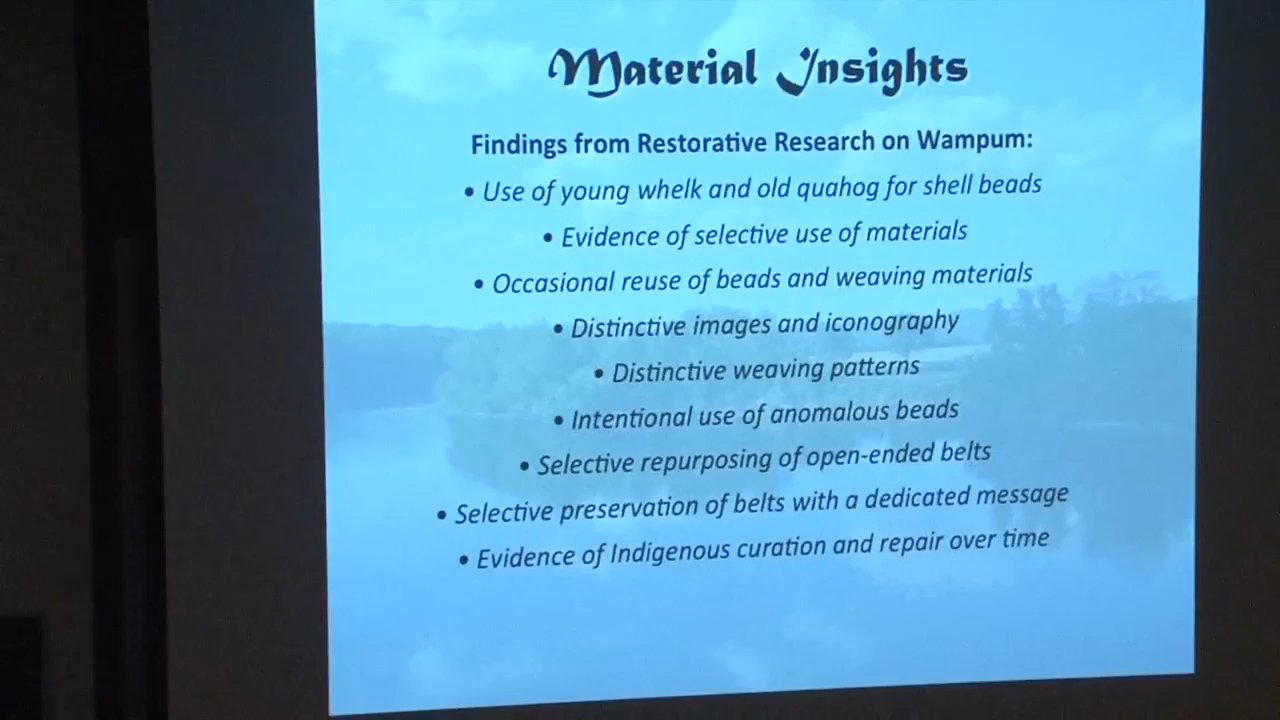 Material Insights
Findings from Restorative Research on Wampum:
• Use of young whelk and old quahog for shell beads
• Evidence of selective use of materials
• Occasional reuse of beads and weaving materials
• Distinctive images and iconography
• Distinctive weaving patterns
• Intentional use of anomalous beads
• Selective repurposing of open-ended belts
• Selective preservation of belts with a dedicated message
• Evidence of Indigenous curation and repair over time